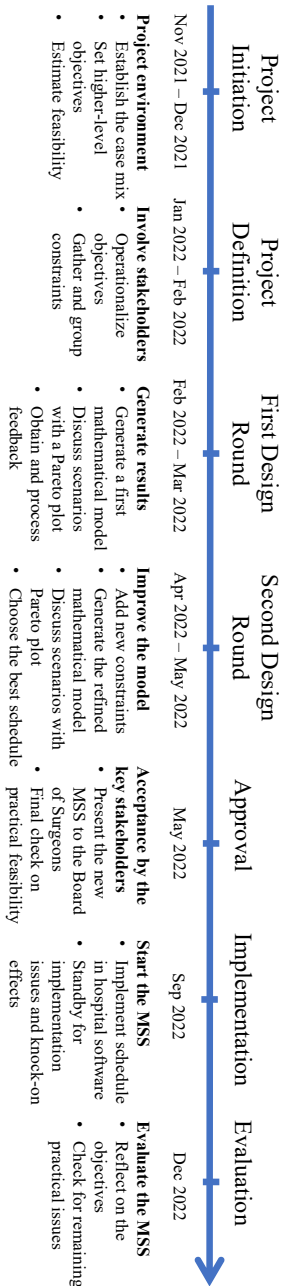 Project
Initiation
Nov 2021 – Dec 2021
Project environment
• Establish the case mix
• Set higher-level
objectives
• Estimate feasibility
Project
Definition
Jan 2022 – Feb 2022
Involve stakeholders
• Operationalize
objectives
• Gather and group
constraints
First Design
Round
Feb 2022 – Mar 2022
Generate results
• Generate a first
mathematical model
• Discuss scenarios
with a Pareto plot
• Obtain and process
feedback
Second Design
Round
Apr 2022 – May 2022
Improve the model
• Add new constraints
• Generate the refined
mathematical model
• Discuss scenarios with
Pareto plot
• Choose the best schedule
Approval
May 2022
Acceptance by the
key stakeholders
• Present the new
MSS to the Board
of Surgeons
• Final check on
practical feasibility
Implementation
Sep 2022
Start the MSS
• Implement schedule
in hospital software
• Standby for
implementation
issues and knock-on
effects
Evaluation
Dec 2022
Evaluate the MSS
• Reflect on the
objectives
• Check for remaining
practical issues